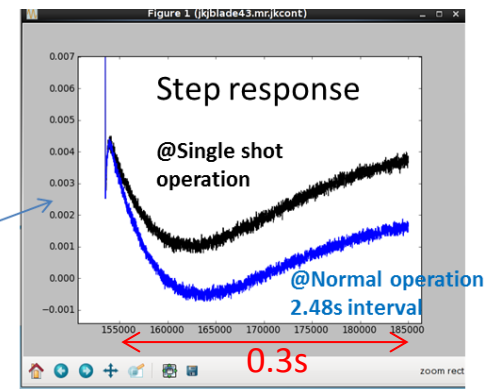 Figure 1 (jkjblade43.mr.jkcont)
0.007
0.006
0.005
0.004
0.003
0.002
0.001
0.000
−0.001
Step response
@Single shot
operation
@Normal operation
2.48s interval
155000 160000 165000 170000 175000 180000 185000
0.3s
zoom rect